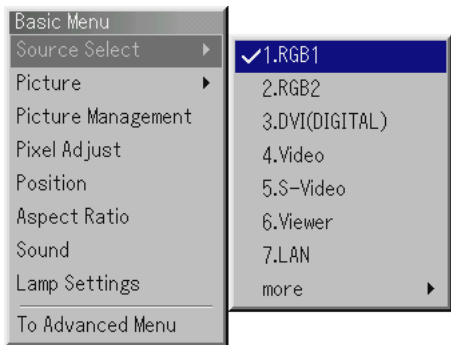 Basic Menu
Source Select
Picture
Picture Management
Pixel Adjust
Position
Aspect Ratio
Sound
Lamp Settings
To Advanced Menu
1.RGB1
2.RGB2
3.DVI(DIGITAL)
4.Video
5.S-Video
6.Viewer
7.LAN
more